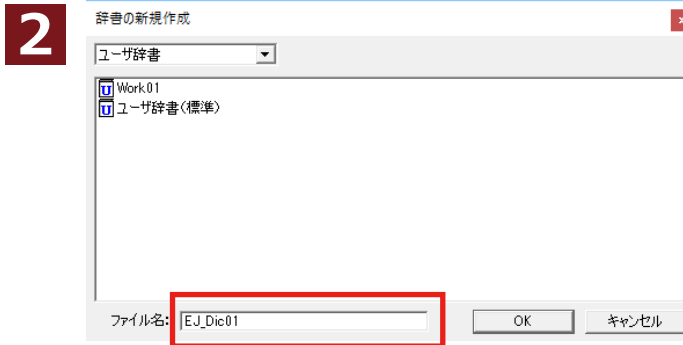 2
辞書の新規作成
ユーザ辞書
Work01
ユーザ辞書(標準)
ファイル名: EJ_Dic01 OK キャンセル